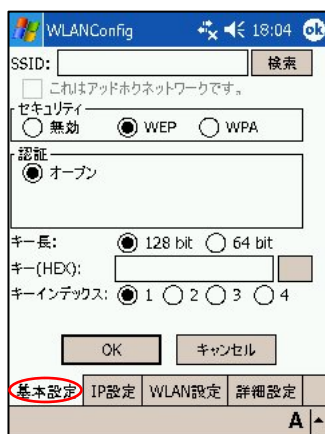 WLANConfig 18:04 ok
SSID: 検索
これはアッドホクネットワークです。
セキュリティ
無効 WEP WPA
認証
オープン
キー長: 128 bit 64 bit
キー(HEX):
キーインデックス: 1 2 3 4
OK キャンセル
基本設定 IP設定 WLAN設定 詳細設定
A